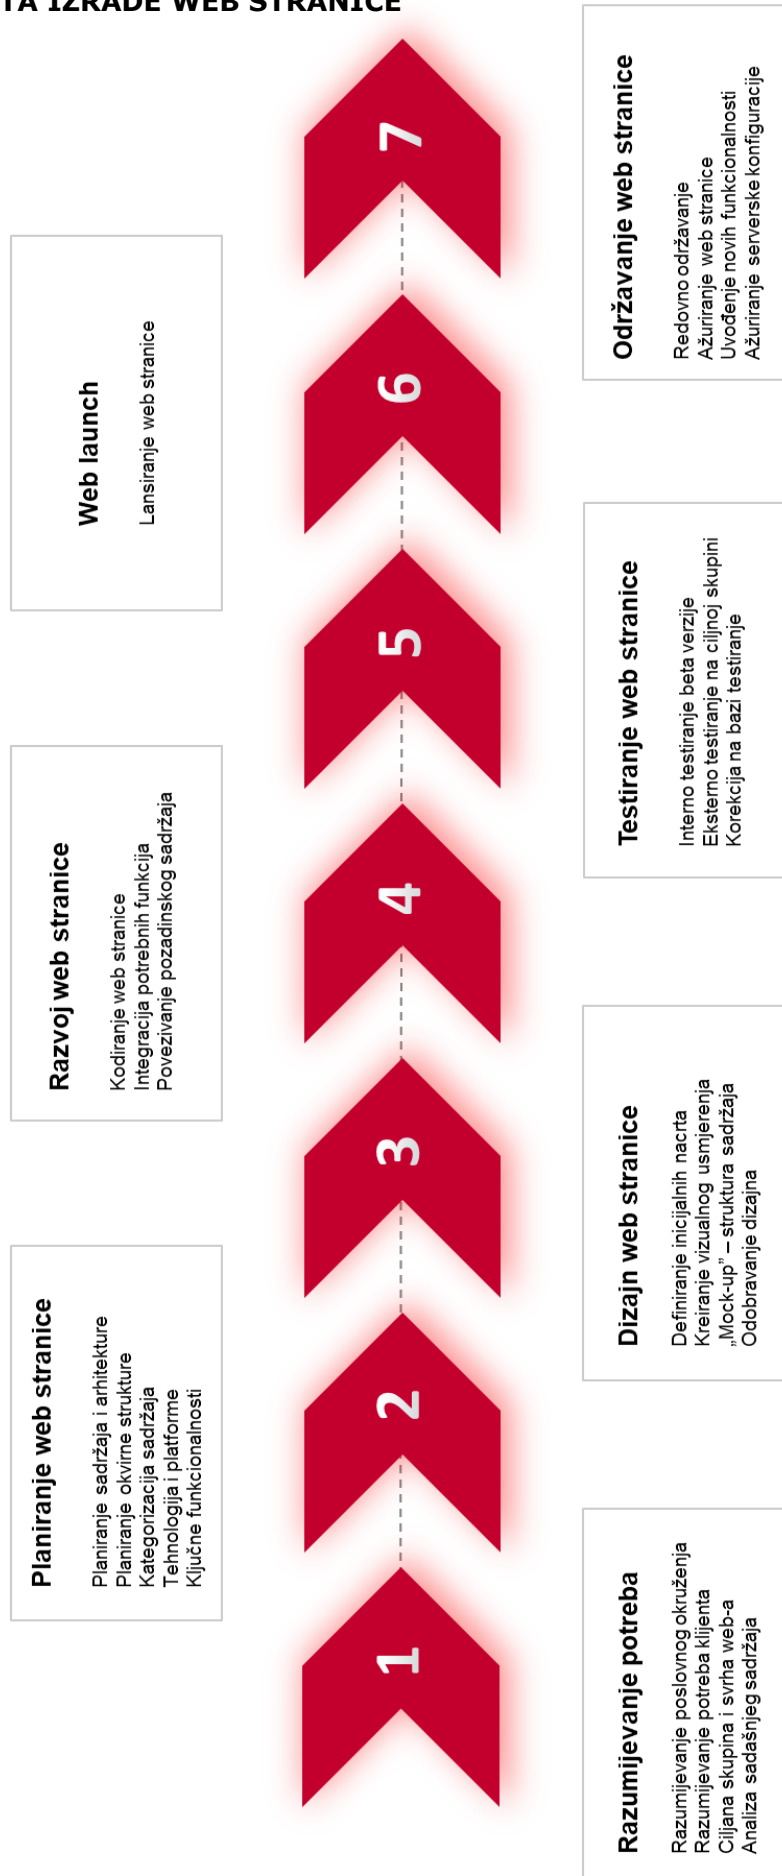 TA IZRADE WEB STRANICE
1
Razumijevanje potreba
Razumijevanje poslovnog okruženja
Razumijevanje potreba klijenta
Ciljana skupina i svrha web-a
Analiza sadašnjeg sadržaja
2
Planiranje web stranice
Planiranje sadržaja i arhitekture
Planiranje okvirne strukture
Kategorizacija sadržaja
Tehnologija i platforme
Ključne funkcionalnosti
3
Dizajn web stranice
Definiranje inicijalnih nacrta
Kreiranje vizualnog usmjerenja
„Mock-up” – struktura sadržaja
Odobravanje dizajna
4
Razvoj web stranice
Kodiranje web stranice
Integracija potrebnih funkcija
Povezivanje pozadinskog sadržaja
5
Testiranje web stranice
Interno testiranje beta verzije
Eksterno testiranje na ciljnoj skupini
Korekcija na bazi testiranje
6
Web launch
Lansiranje web stranice
7
Održavanje web stranice
Redovno održavanje
Ažuriranje web stranice
Uvođenje novih funkcionalnosti
Ažuriranje serverske konfiguracije